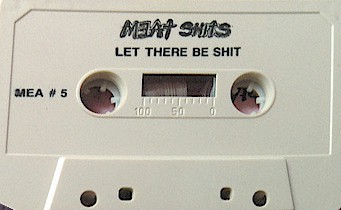 MEAT SHITS
LET THERE BE SHIT
MEA # 5
100 50 0